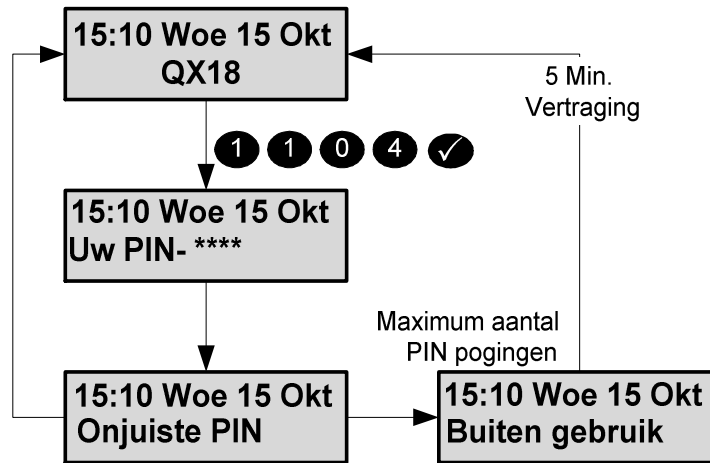 15:10 Woe 15 Okt
QX18
5 Min.
Vertraging
1 1 0 4 ✓
15:10 Woe 15 Okt
Uw PIN- ****
Maximum aantal
PIN pogingen
15:10 Woe 15 Okt
Onjuiste PIN
15:10 Woe 15 Okt
Buiten gebruik